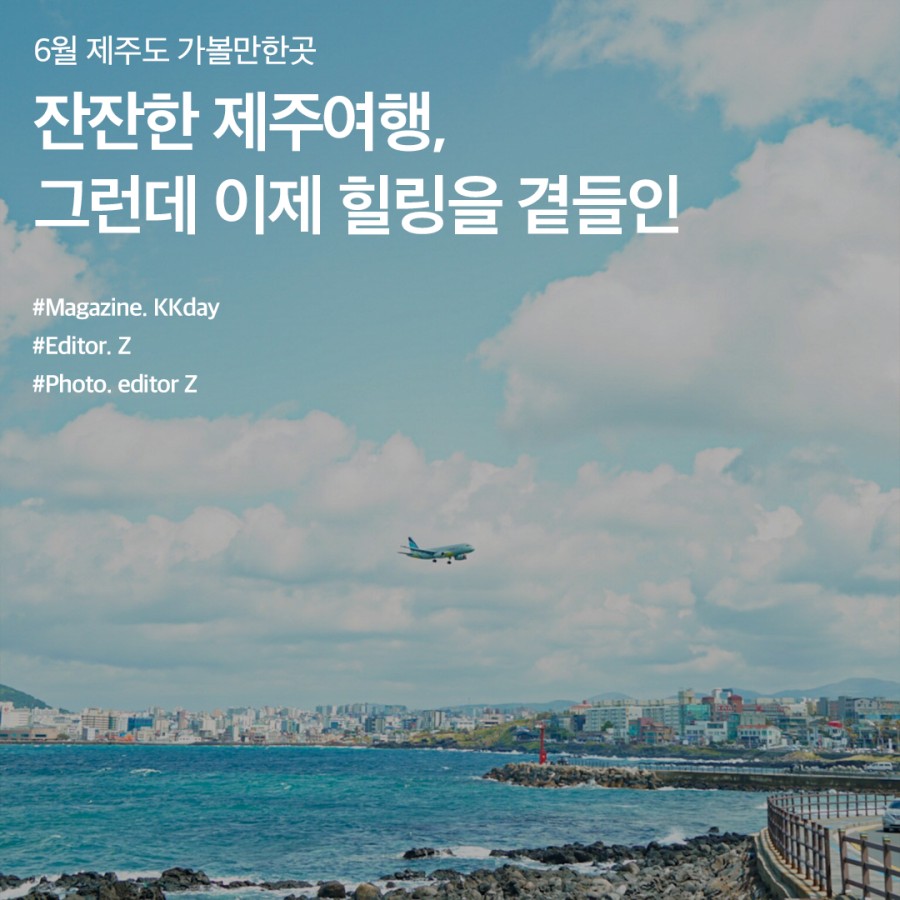 6월 제주도 가볼만한곳
잔잔한 제주여행,
그런데 이제 힐링을 곁들인
#Magazine. KKday
#Editor. Z
#Photo. editor Z